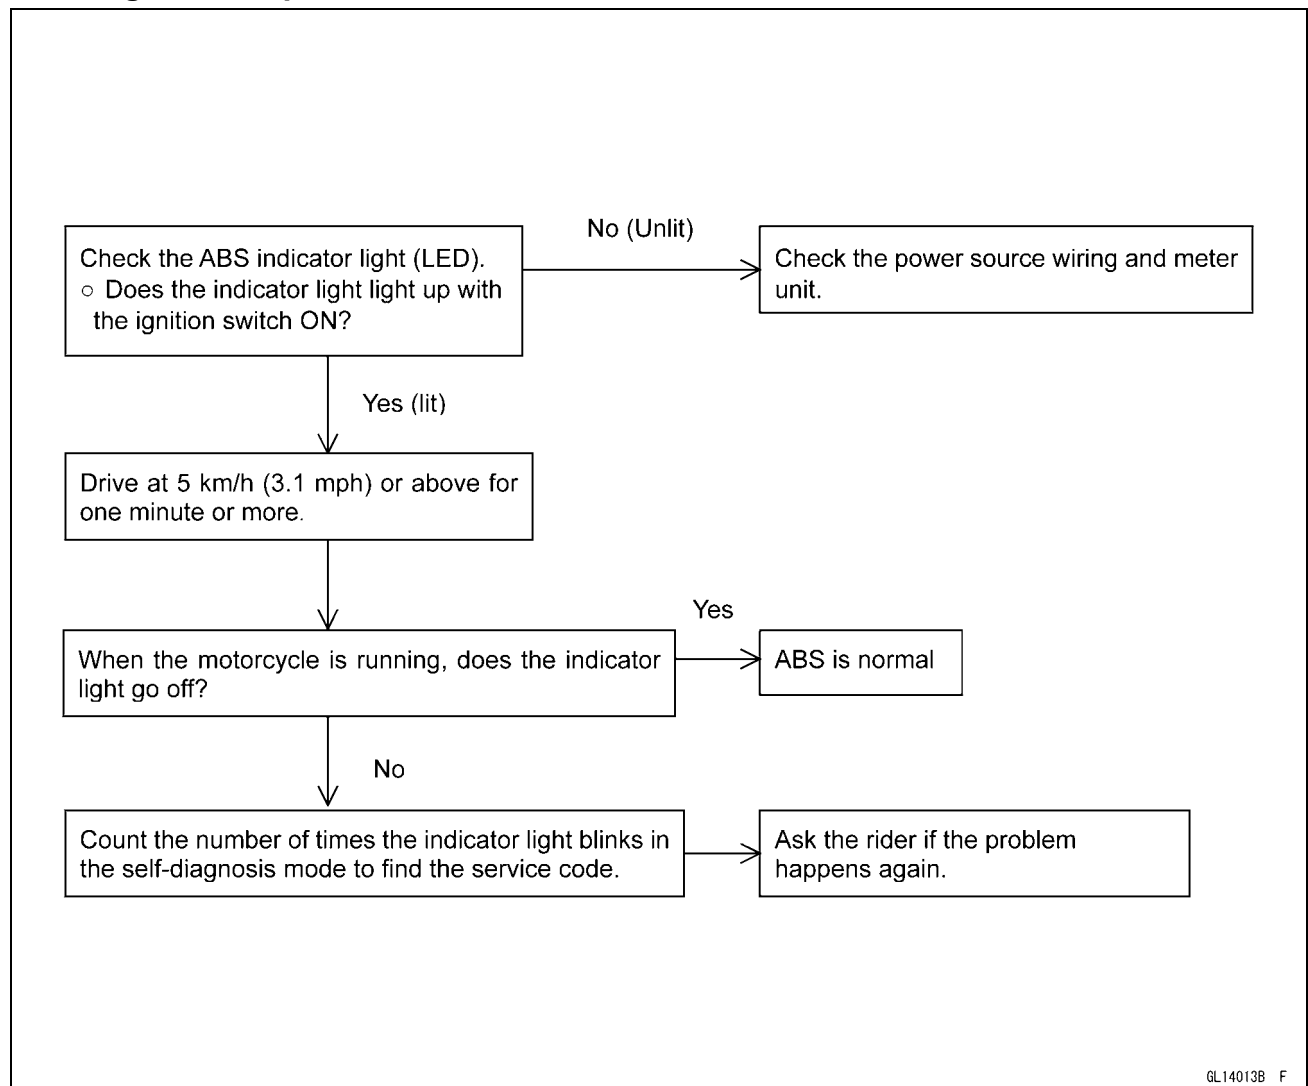 No (Unlit)
Check the ABS indicator light (LED).
○ Does the indicator light light up with
the ignition switch ON?
Check the power source wiring and meter
unit.
Yes (lit)
Drive at 5 km/h (3.1 mph) or above for
one minute or more.
Yes
When the motorcycle is running, does the indicator
light go off?
ABS is normal
No
Count the number of times the indicator light blinks in
the self-diagnosis mode to find the service code.
Ask the rider if the problem
happens again.
GL14013B F